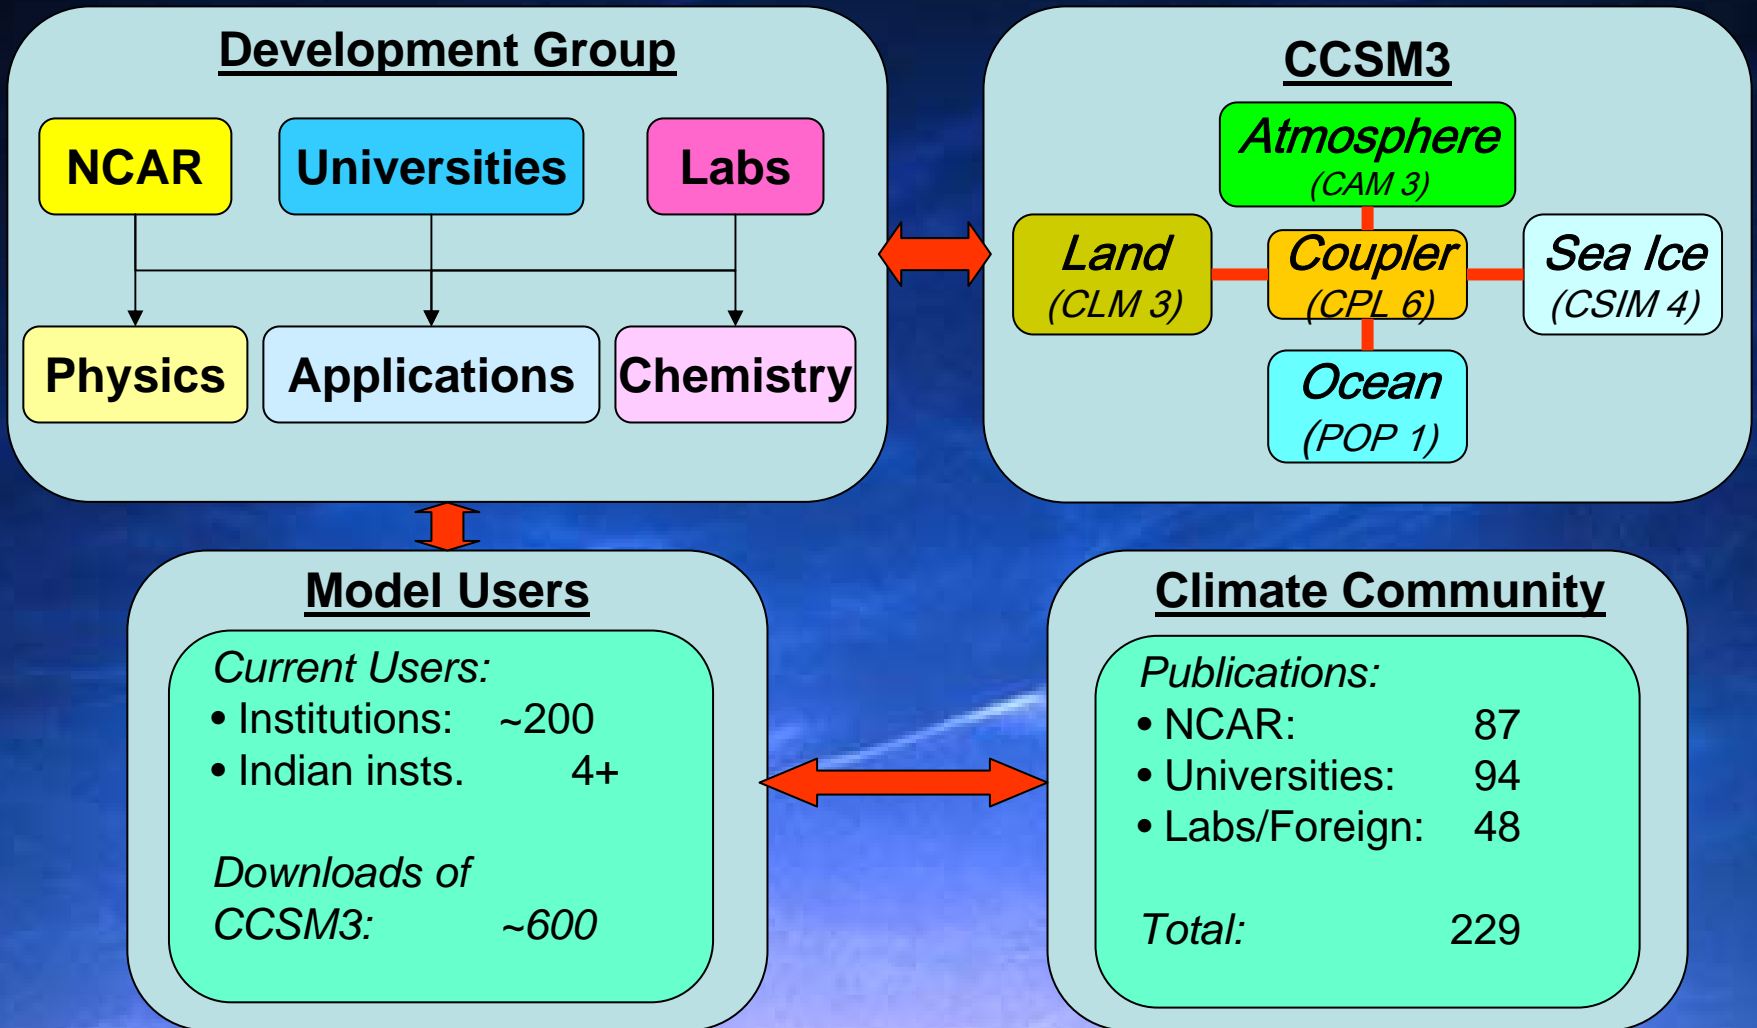 Development Group
NCAR
Universities
Labs
Physics
Applications
Chemistry
CCSM3
Atmosphere
(CAM 3)
Land
(CLM 3)
Coupler
(CPL 6)
Sea Ice
(CSIM 4)
Ocean
(POP 1)
Model Users
Current Users:
• Institutions: ~200
• Indian insts. 4+
Downloads of
CCSM3: ~600
Climate Community
Publications:
• NCAR: 87
• Universities: 94
• Labs/Foreign: 48
Total: 229